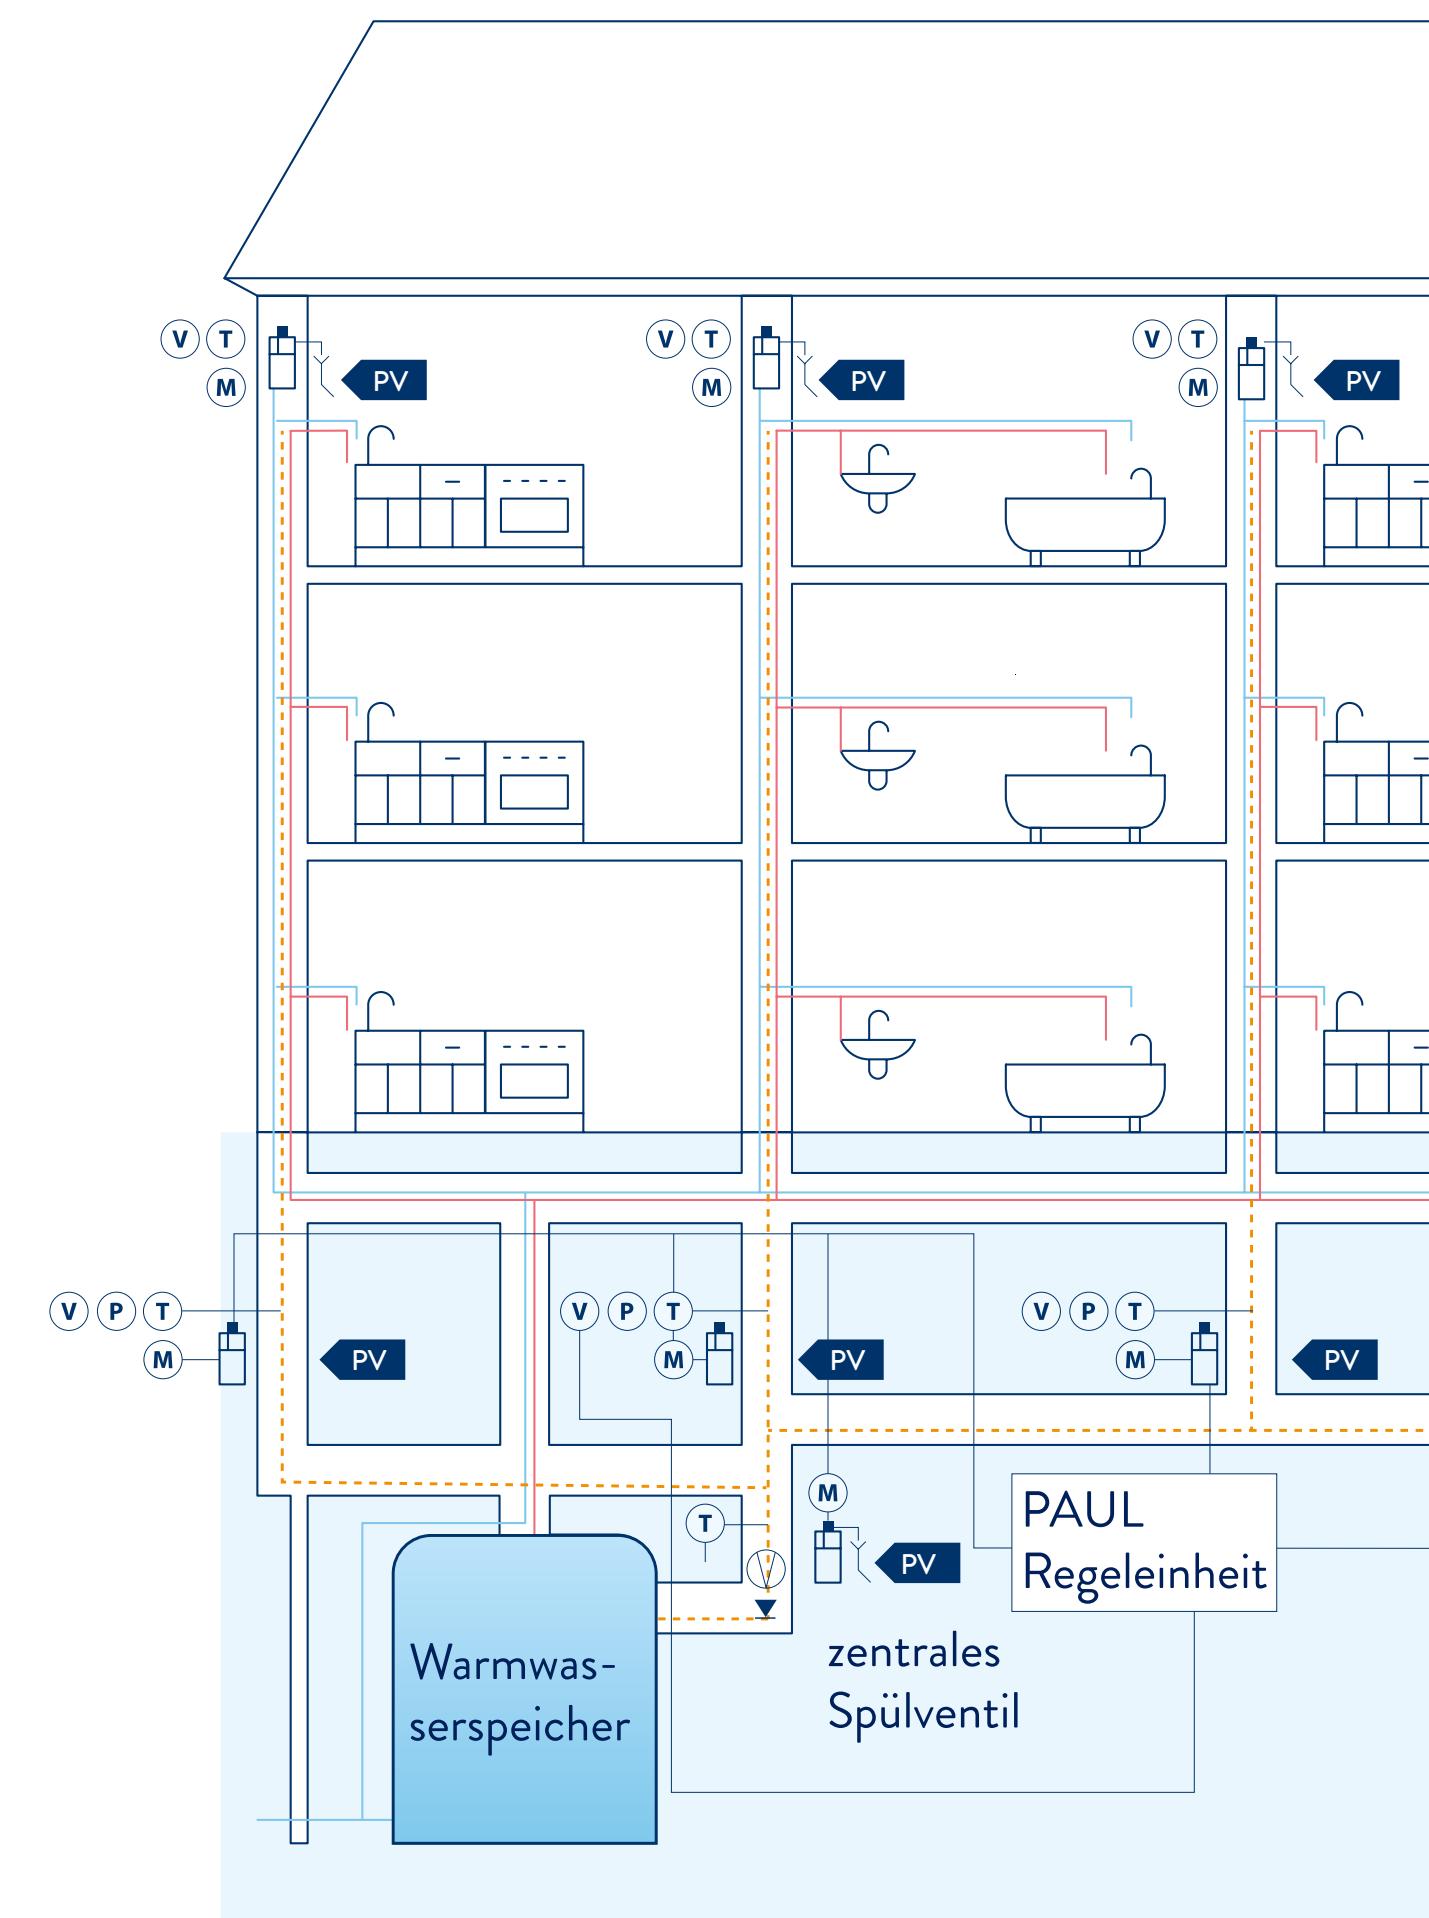 V T
M
PV
V T
M
PV
V T
M
PV
V P T
M
PV
V P T
M
PV
V P T
M
PV
M
T
PV
PAUL
Regeleinheit
zentrales
Spülventil
Warmwas-
serspeicher